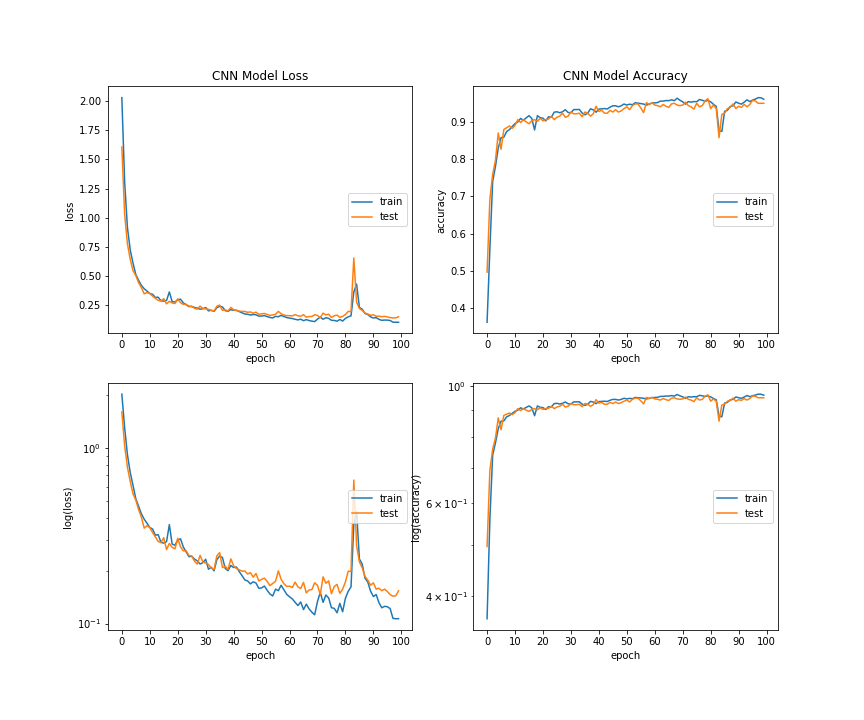 CNN Model Loss
2.00
1.75
1.50
1.25
1.00
0.75
0.50
0.25
loss
train
test
0 10 20 30 40 50 60 70 80 90 100
epoch
CNN Model Accuracy
0.9
0.8
0.7
0.6
0.5
0.4
accuracy
train
test
0 10 20 30 40 50 60 70 80 90 100
epoch
10⁰
10⁻¹
log(loss)
train
test
0 10 20 30 40 50 60 70 80 90 100
epoch
10⁰
6 × 10⁻¹
4 × 10⁻¹
log(accuracy)
train
test
0 10 20 30 40 50 60 70 80 90 100
epoch